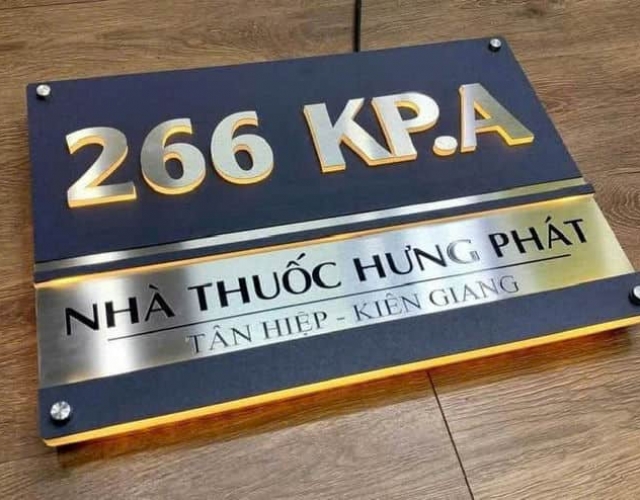 266 KP.A
NHÀ THUỐC HƯNG PHÁT
TÂN HIỆP - KIÊN GIANG